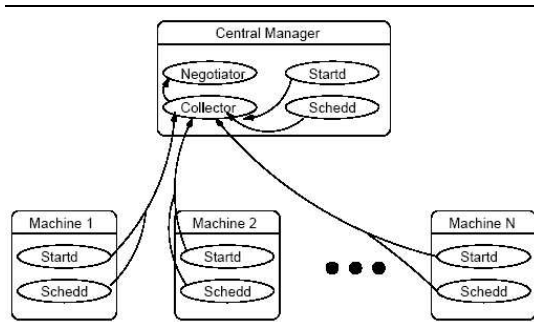 Central Manager
Negotiator Startd
Collector Schedd
Machine 1 Machine 2 Machine N
Startd Startd Startd
Schedd Schedd Schedd